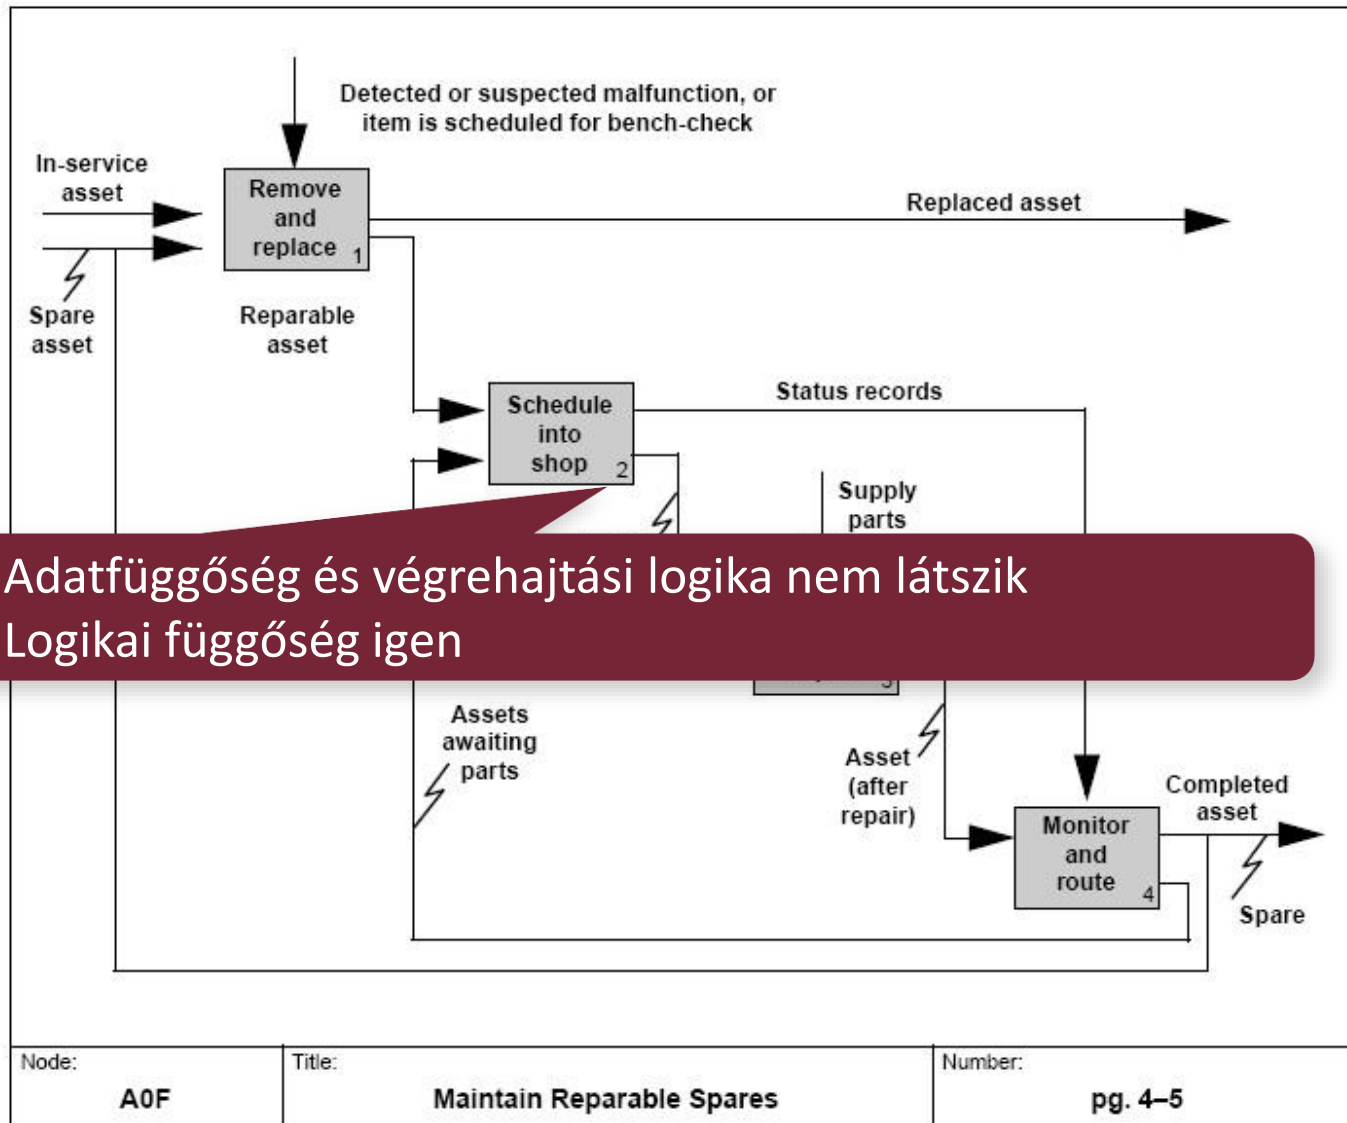 Detected or suspected malfunction, or
item is scheduled for bench-check
In-service
asset
Remove
and
replace 1
Replaced asset
Spare
asset
Reparable
asset
Schedule
into
shop 2
Status records
Supply
parts
Adatfüggőség és végrehajtási logika nem látszik
Logikai függőség igen
Assets
awaiting
parts
Asset
(after
repair)
Completed
asset
Monitor
and
route 4
Spare
Node:
A0F
Title:
Maintain Reparable Spares
Number:
pg. 4–5